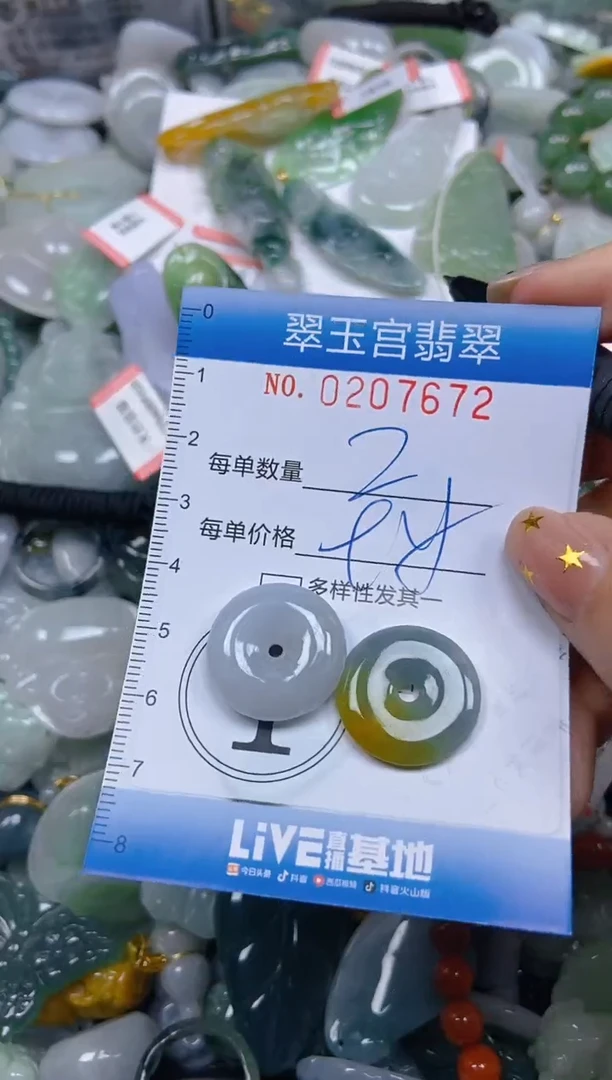 0
翠玉宫翡翠
1
NO. 0207672
2
每单数量 2
3
每单价格
4
多样性发其一
5
6
7
8
LiVE直播基地
今日头条 抖音 西瓜视频 抖音火山版